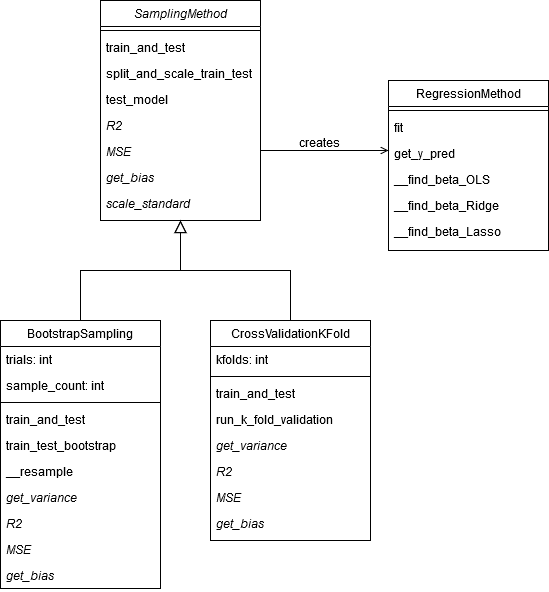 SamplingMethod
train_and_test
split_and_scale_train_test
test_model
R2
MSE
get_bias
scale_standard
creates
RegressionMethod
fit
get_y_pred
__find_beta_OLS
__find_beta_Ridge
__find_beta_Lasso
BootstrapSampling
trials: int
sample_count: int
train_and_test
train_test_bootstrap
__resample
get_variance
R2
MSE
get_bias
CrossValidationKFold
kfolds: int
train_and_test
run_k_fold_validation
get_variance
R2
MSE
get_bias